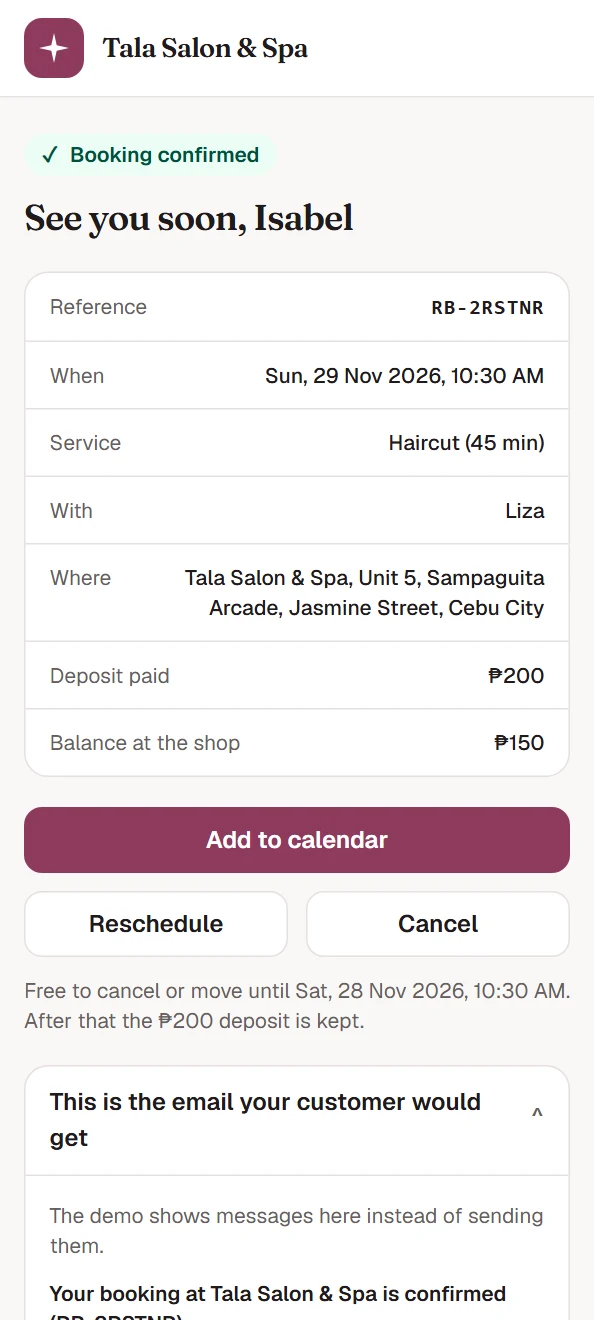 Tala Salon & Spa
✓ Booking confirmed
See you soon, Isabel
Reference RB-2RSTNR
When Sun, 29 Nov 2026, 10:30 AM
Service Haircut (45 min)
With Liza
Where Tala Salon & Spa, Unit 5, Sampaguita
Arcade, Jasmine Street, Cebu City
Deposit paid ₱200
Balance at the shop ₱150
Add to calendar
Reschedule Cancel
Free to cancel or move until Sat, 28 Nov 2026, 10:30 AM.
After that the ₱200 deposit is kept.
This is the email your customer would ^
get
The demo shows messages here instead of sending
them.
Your booking at Tala Salon & Spa is confirmed
(RB-2RSTNR)